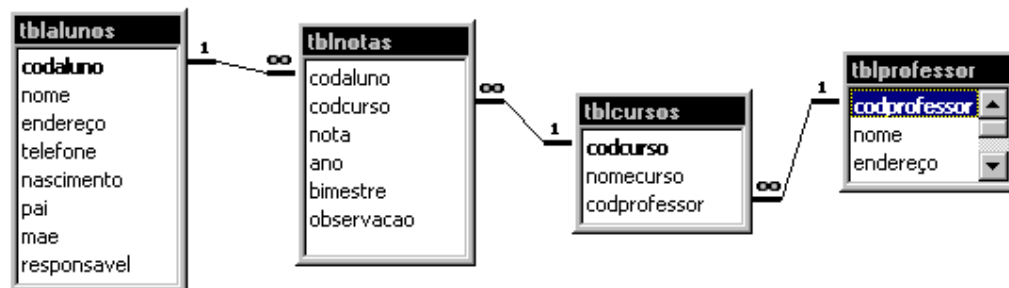 tblalunos
codaluno
nome
endereço
telefone
nascimento
pai
mae
responsavel
1
∞
tblnotas
codaluno
codcurso
nota
ano
bimestre
observacao
∞
1
tblcursos
codcurso
nomecurso
codprofessor
∞
1
tblprofessor
codprofessor
nome
endereço